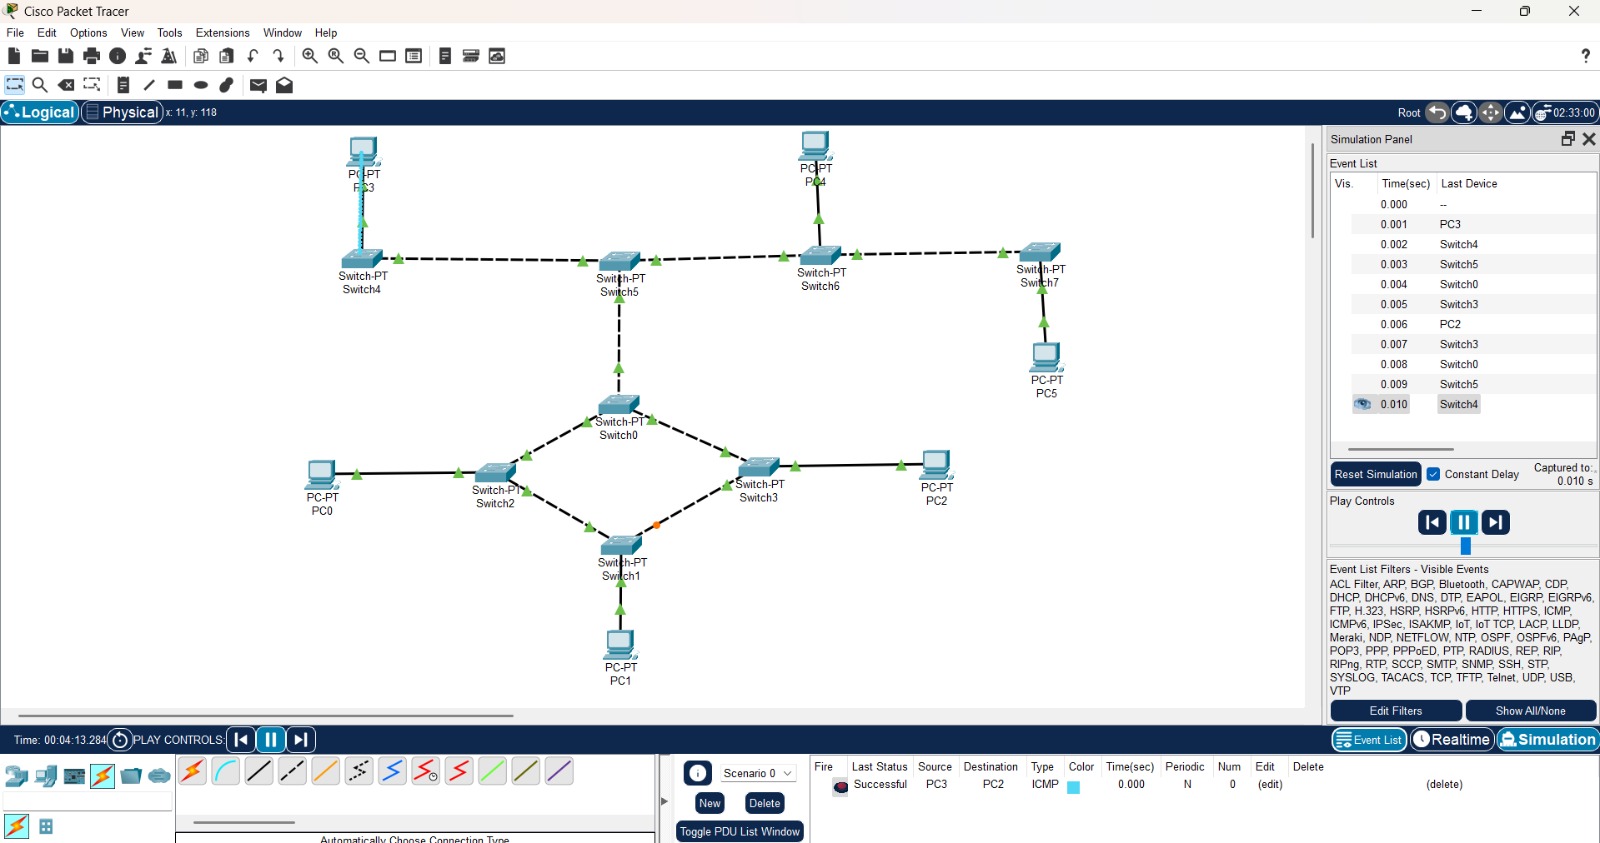 Cisco Packet Tracer
File Edit Options View Tools Extensions Window Help
?
Logical Physical x: 11, y: 118 Root 02:33:00
PC-PT
PC3
PC-PT
PC4
Switch-PT
Switch4
Switch-PT
Switch5
Switch-PT
Switch6
Switch-PT
Switch7
PC-PT
PC5
Switch-PT
Switch0
PC-PT
PC0
Switch-PT
Switch2
Switch-PT
Switch3
PC-PT
PC2
Switch-PT
Switch1
PC-PT
PC1
Simulation Panel
Event List
Vis. Time(sec) Last Device
0.000 --
0.001 PC3
0.002 Switch4
0.003 Switch5
0.004 Switch0
0.005 Switch3
0.006 PC2
0.007 Switch3
0.008 Switch0
0.009 Switch5
0.010 Switch4
Reset Simulation Constant Delay Captured to:
0.010 s
Play Controls
Event List Filters - Visible Events
ACL Filter, ARP, BGP, Bluetooth, CAPWAP, CDP,
DHCP, DHCPv6, DNS, DTP, EAPOL, EIGRP, EIGRPv6,
FTP, H.323, HSRP, HSRPv6, HTTP, HTTPS, ICMP,
ICMPv6, IPSec, ISAKMP, IoT, IoT TCP, LACP, LLDP,
Meraki, NDP, NETFLOW, NTP, OSPF, OSPFv6, PAgP,
POP3, PPP, PPPoED, PTP, RADIUS, REP, RIP,
RIPng, RTP, SCCP, SMTP, SNMP, SSH, STP,
SYSLOG, TACACS, TCP, TFTP, Telnet, UDP, USB,
VTP
Edit Filters Show All/None
Time: 00:04:13.284 PLAY CONTROLS: Event List Realtime Simulation
Automatically Choose Connection Type
Scenario 0
New Delete
Toggle PDU List Window
Fire Last Status Source Destination Type Color Time(sec) Periodic Num Edit Delete
Successful PC3 PC2 ICMP 0.000 N 0 (edit) (delete)